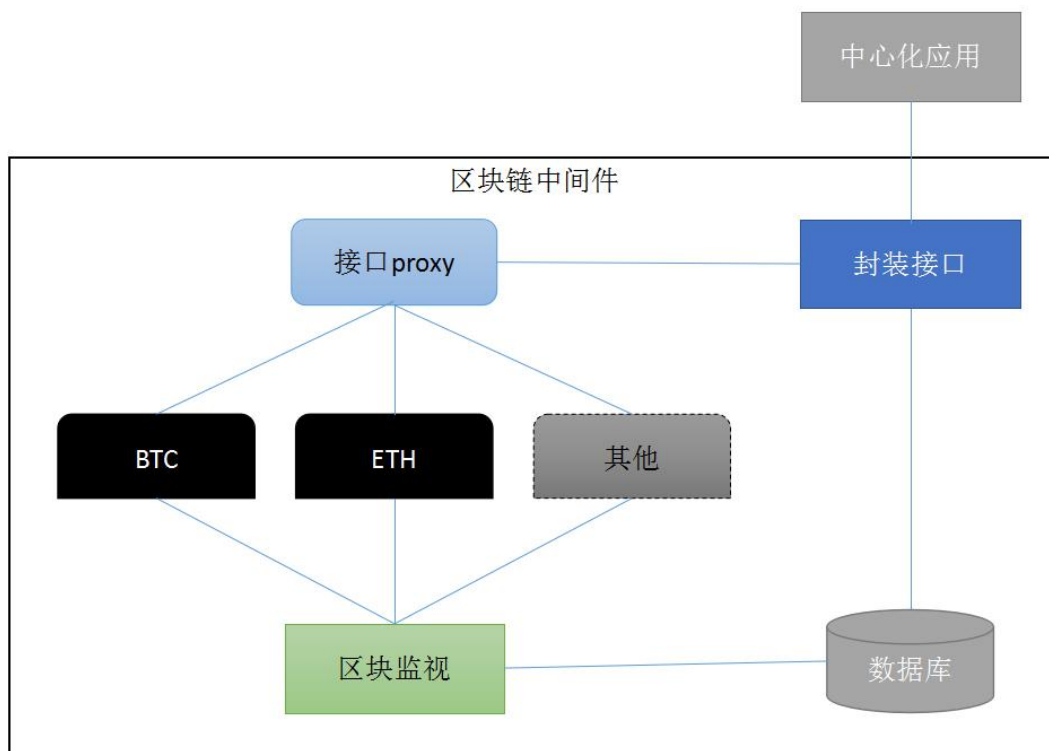 中心化应用
区块链中间件
接口proxy
封装接口
BTC
ETH
其他
区块监视
数据库